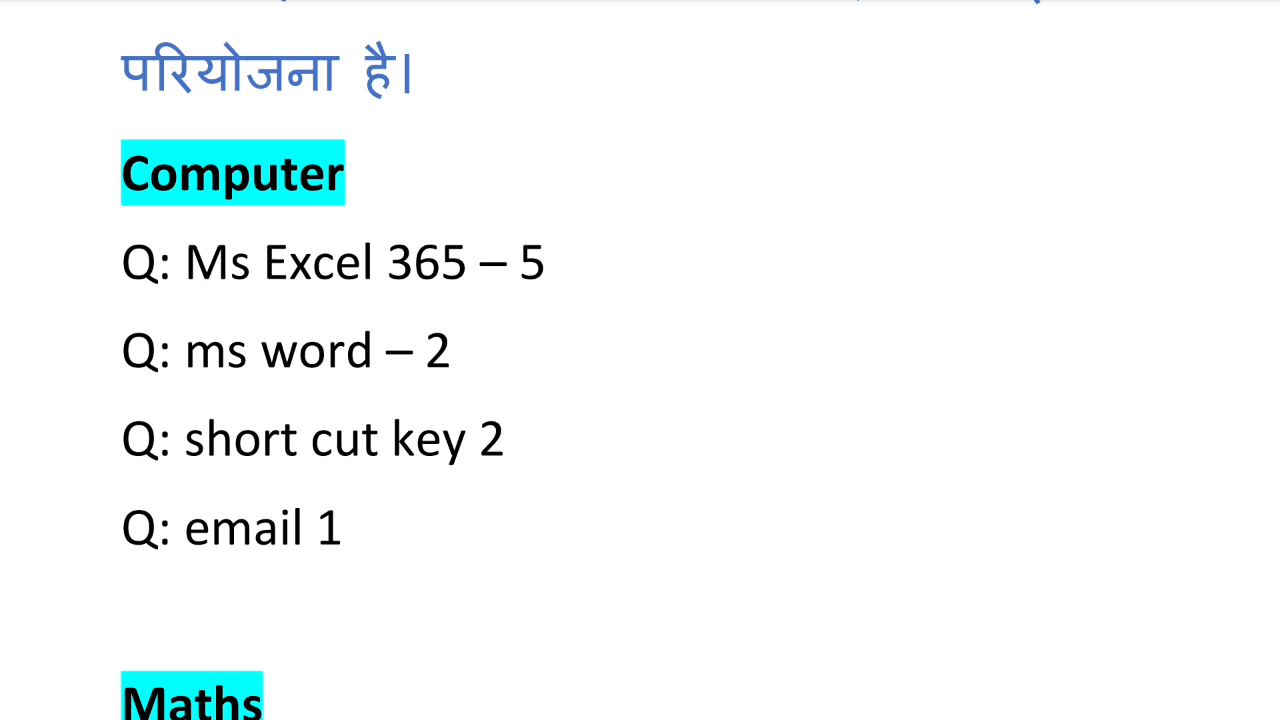 परियोजना है।
Computer
Q: Ms Excel 365 – 5
Q: ms word – 2
Q: short cut key 2
Q: email 1
Maths